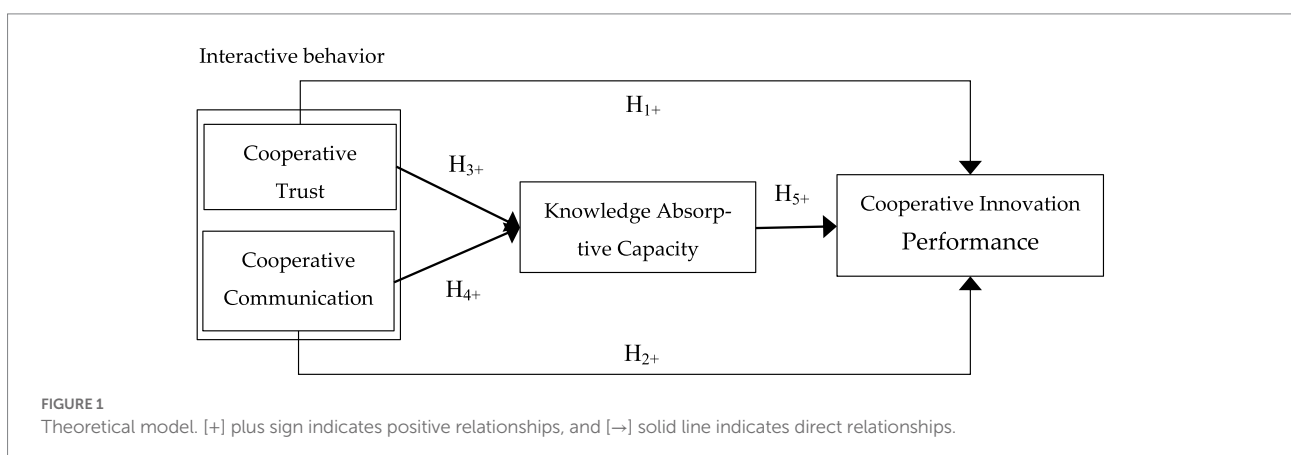 Interactive behavior
H1+
Cooperative
Trust
H3+
Knowledge Absorp-
tive Capacity
H5+
Cooperative Innovation
Performance
Cooperative
Communication
H4+
H2+
FIGURE 1
Theoretical model. [+] plus sign indicates positive relationships, and [→] solid line indicates direct relationships.